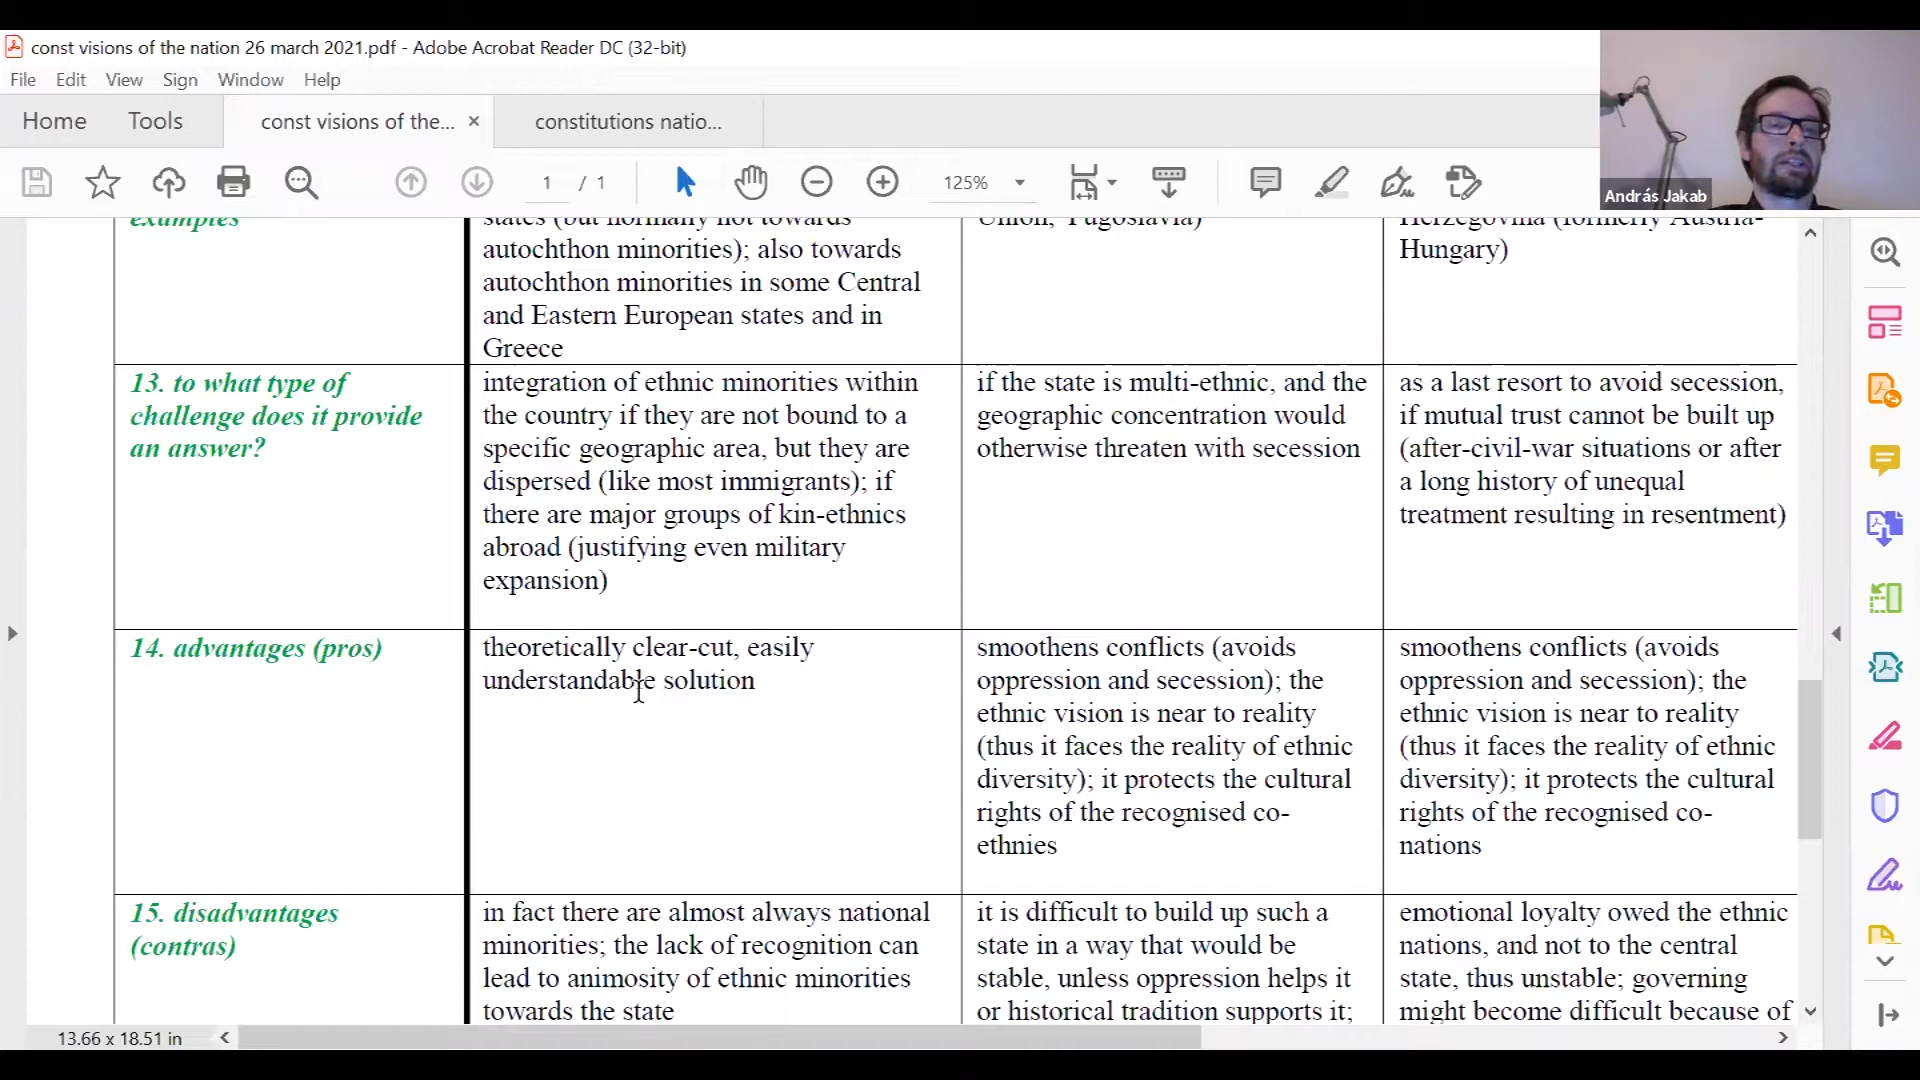 const visions of the nation 26 march 2021.pdf - Adobe Acrobat Reader DC (32-bit)
File Edit View Sign Window Help
Home Tools const visions of the... × constitutions natio...
1 / 1 125%
András Jakab
examples
states (but normally not towards
autochthon minorities); also towards
autochthon minorities in some Central
and Eastern European states and in
Greece
Union, Yugoslavia)
Herzegovina (formerly Austria-
Hungary)
13. to what type of
challenge does it provide
an answer?
integration of ethnic minorities within
the country if they are not bound to a
specific geographic area, but they are
dispersed (like most immigrants); if
there are major groups of kin-ethnics
abroad (justifying even military
expansion)
if the state is multi-ethnic, and the
geographic concentration would
otherwise threaten with secession
as a last resort to avoid secession,
if mutual trust cannot be built up
(after-civil-war situations or after
a long history of unequal
treatment resulting in resentment)
14. advantages (pros)
theoretically clear-cut, easily
understandable solution
smoothens conflicts (avoids
oppression and secession); the
ethnic vision is near to reality
(thus it faces the reality of ethnic
diversity); it protects the cultural
rights of the recognised co-
ethnies
smoothens conflicts (avoids
oppression and secession); the
ethnic vision is near to reality
(thus it faces the reality of ethnic
diversity); it protects the cultural
rights of the recognised co-
nations
15. disadvantages
(contras)
in fact there are almost always national
minorities; the lack of recognition can
lead to animosity of ethnic minorities
towards the state
it is difficult to build up such a
state in a way that would be
stable, unless oppression helps it
or historical tradition supports it;
emotional loyalty owed the ethnic
nations, and not to the central
state, thus unstable; governing
might become difficult because of
13.66 x 18.51 in